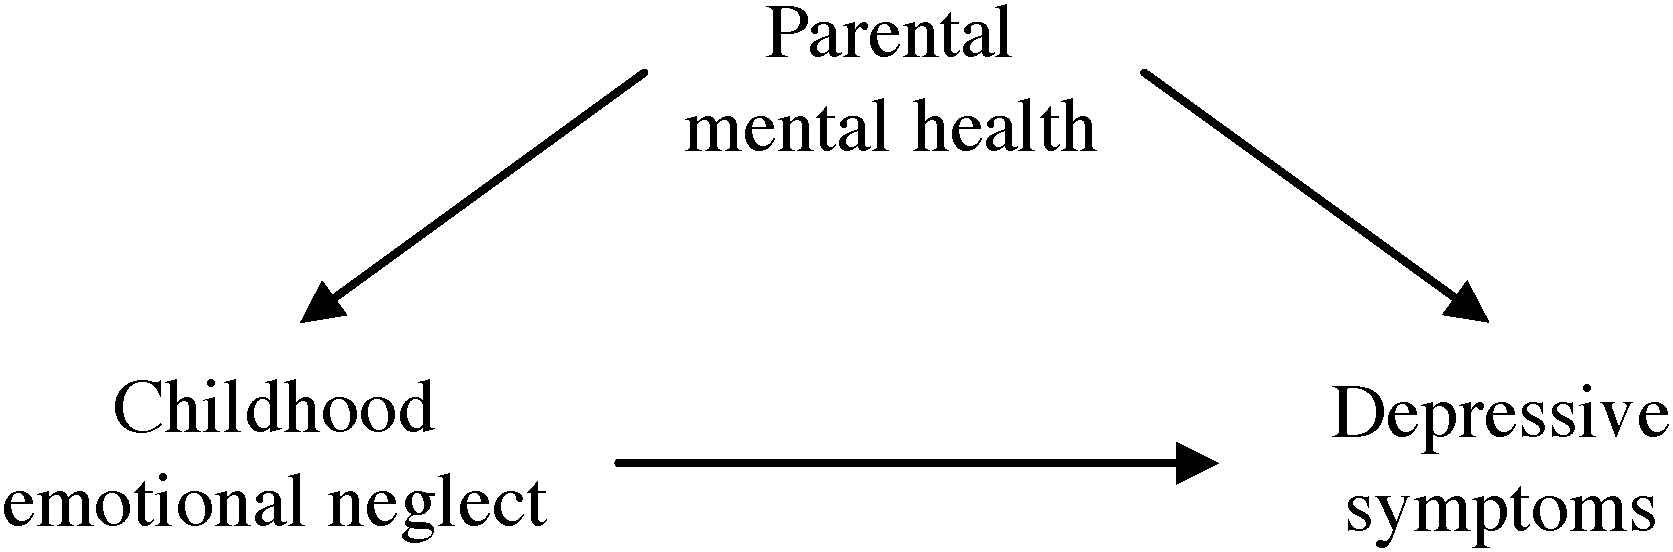 Parental
mental health
Childhood
emotional neglect
Depressive
symptoms